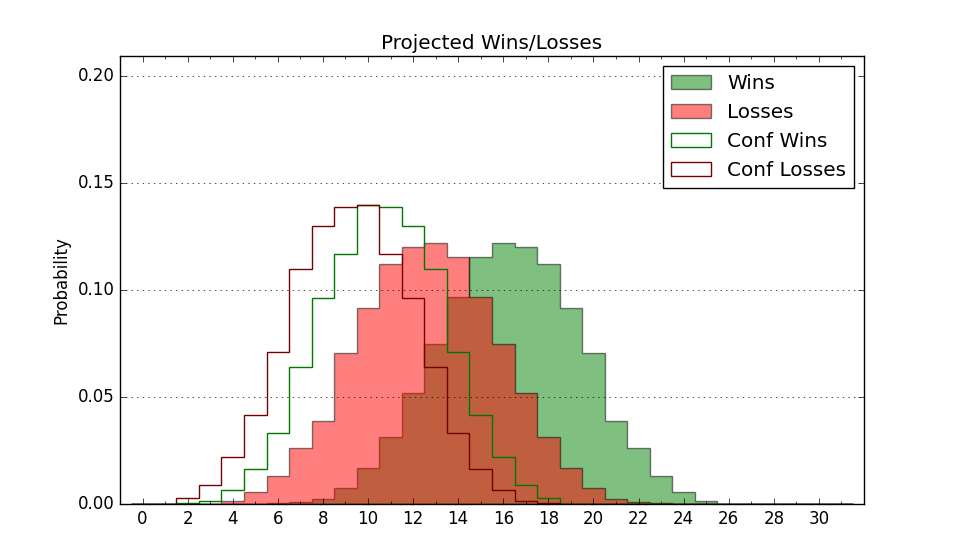 Projected Wins/Losses
0.20
0.15
0.10
0.05
0.00
Probability
Wins
Losses
Conf Wins
Conf Losses
0 2 4 6 8 10 12 14 16 18 20 22 24 26 28 30